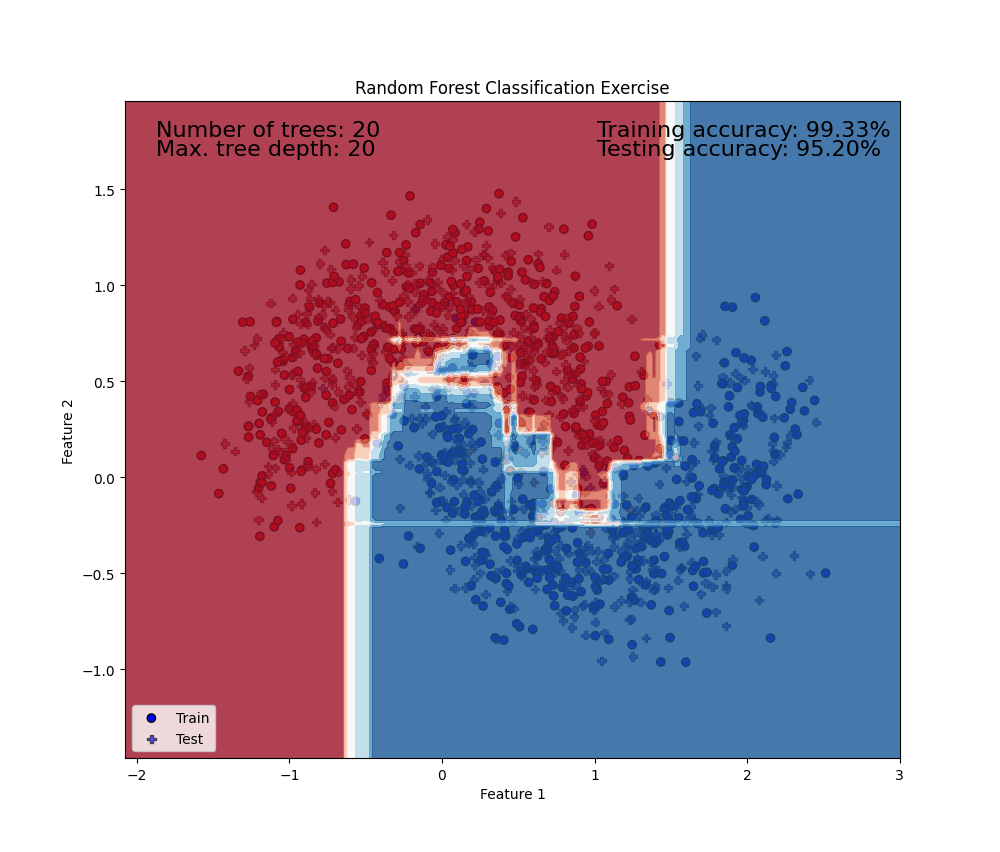 Random Forest Classification Exercise
Number of trees: 20
Max. tree depth: 20
Training accuracy: 99.33%
Testing accuracy: 95.20%
1.5
1.0
0.5
0.0
−0.5
−1.0
Feature 2
Train
Test
−2
−1
0
1
2
3
Feature 1